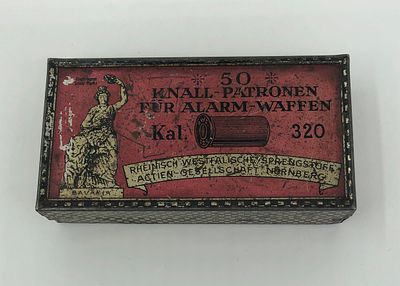 50
KNALL-PATRONEN
FÜR ALARM-WAFFEN
Kal. 320
RHEINISCH WESTFÄLISCHE SPRENGSTOFF
ACTIEN-GESELLSCHAFT NÜRNBERG
BAVARIA